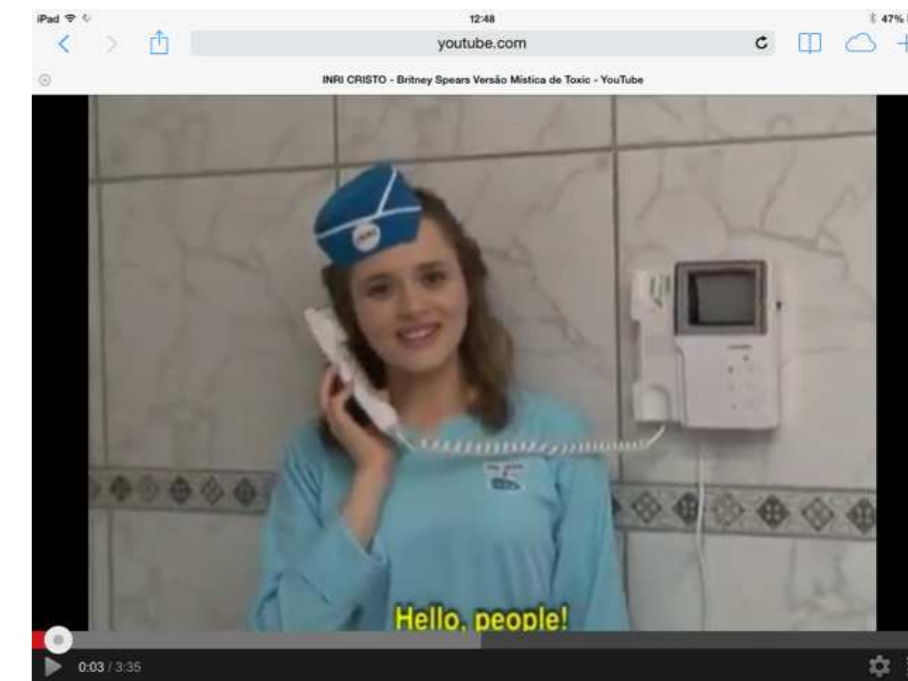 iPad 12:48 47%
youtube.com
INRI CRISTO - Britney Spears Versão Mística de Toxic - YouTube
Hello, people!
0:03 / 3:35